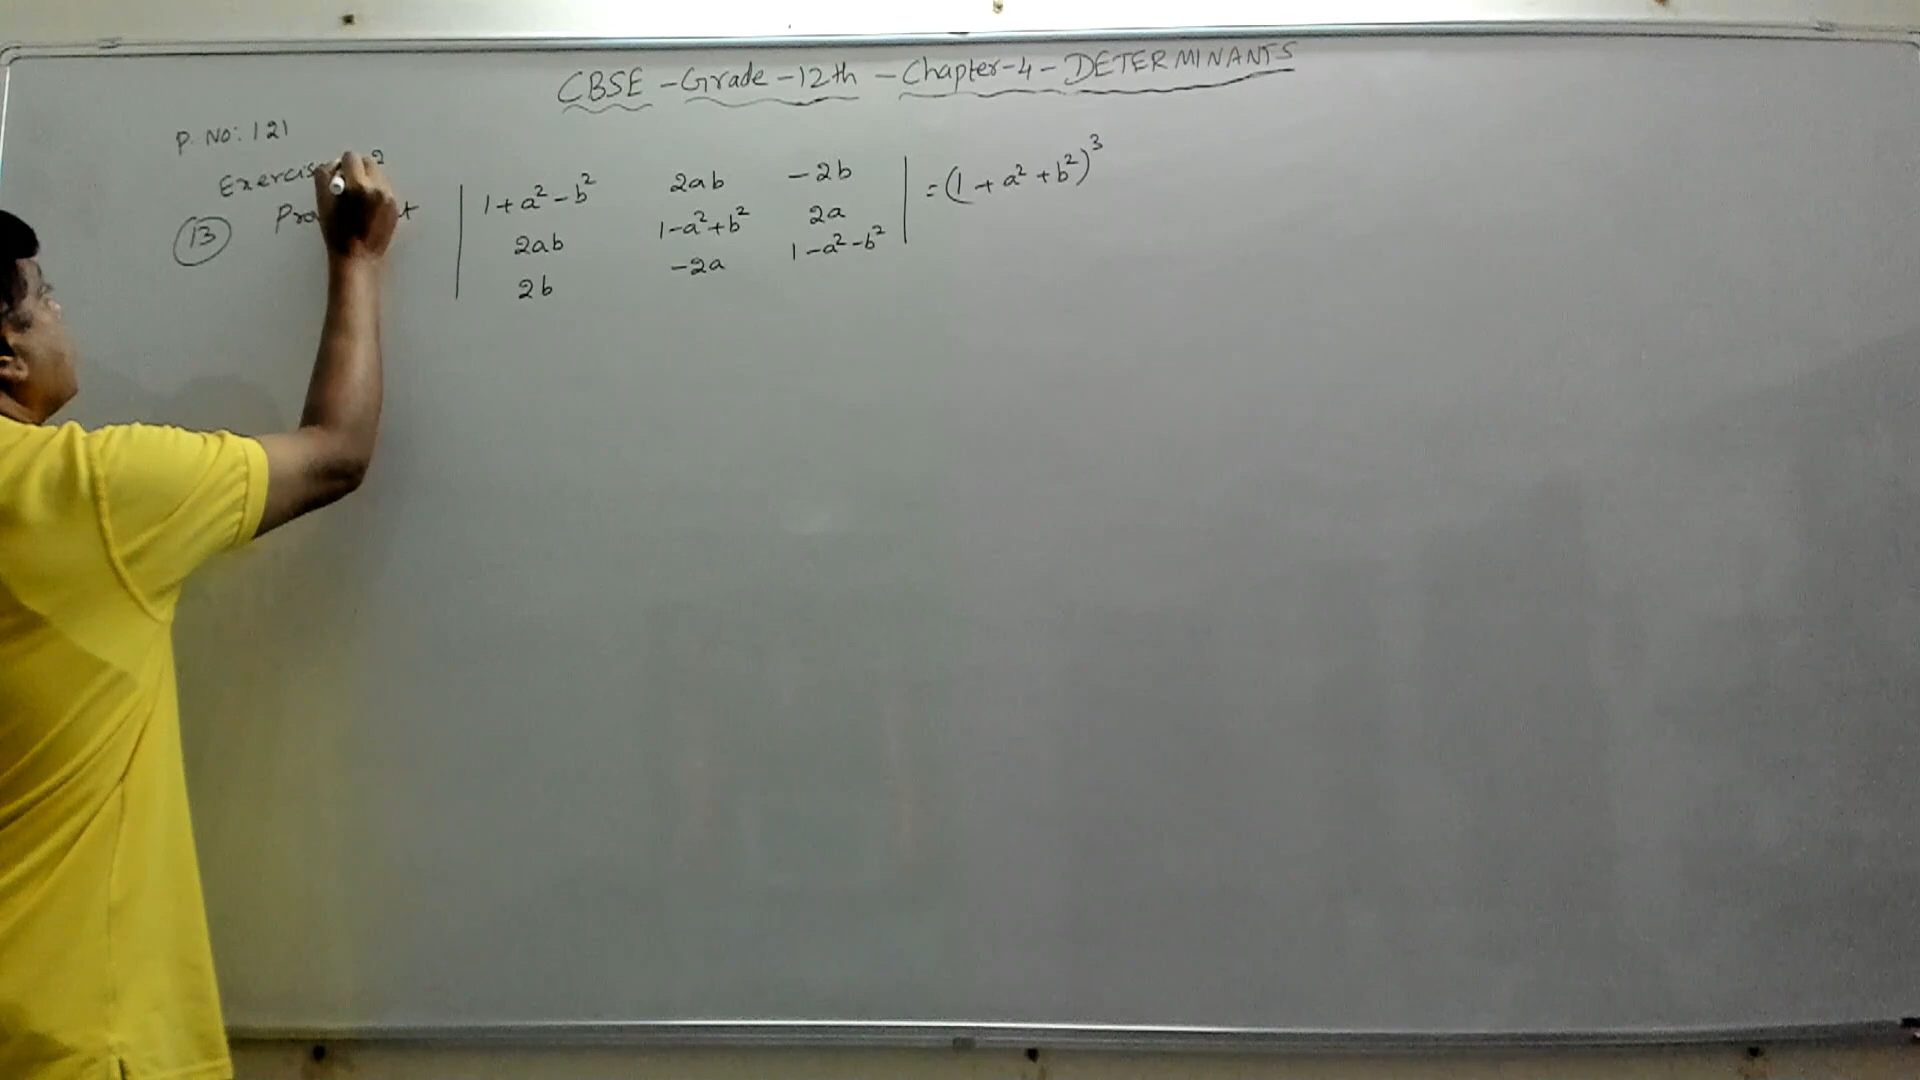 CBSE - Grade - 12th - Chapter-4 - DETERMINANTS
P. No: 121
Exercis 2
13
| 1+a²-b² 2ab -2b | = (1+a²+b²)³
2ab 1-a²+b² 2a
2b -2a 1-a²-b²